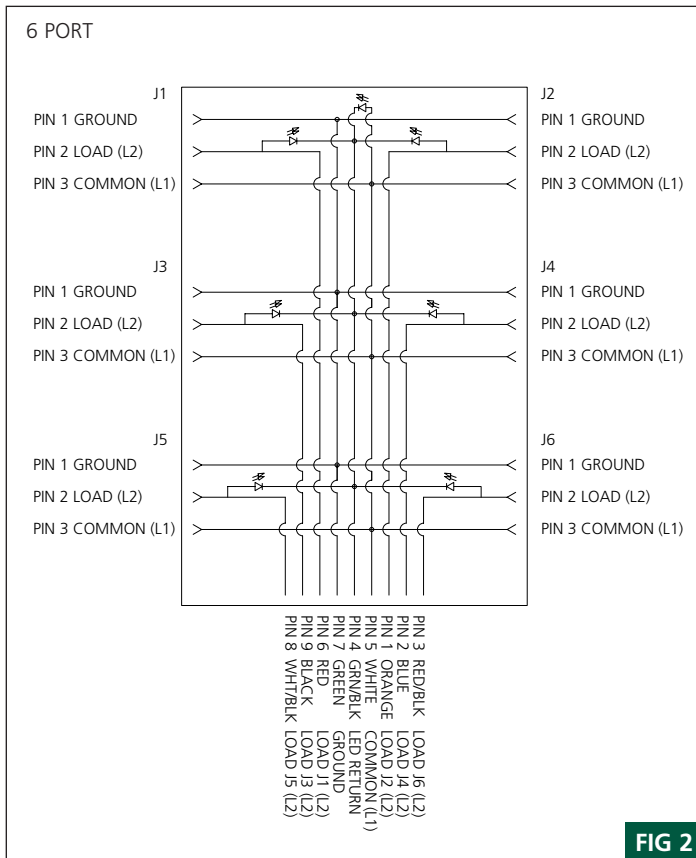 6 PORT
J1
J2
PIN 1 GROUND
PIN 1 GROUND
PIN 2 LOAD (L2)
PIN 2 LOAD (L2)
PIN 3 COMMON (L1)
PIN 3 COMMON (L1)
J3
J4
PIN 1 GROUND
PIN 1 GROUND
PIN 2 LOAD (L2)
PIN 2 LOAD (L2)
PIN 3 COMMON (L1)
PIN 3 COMMON (L1)
J5
J6
PIN 1 GROUND
PIN 1 GROUND
PIN 2 LOAD (L2)
PIN 2 LOAD (L2)
PIN 3 COMMON (L1)
PIN 3 COMMON (L1)
PIN 3 RED/BLK LOAD J6 (L2)
PIN 2 BLUE LOAD J4 (L2)
PIN 1 ORANGE LOAD J2 (L2)
PIN 5 WHITE COMMON (L1)
PIN 4 GRN/BLK LED RETURN
PIN 7 GREEN GROUND
PIN 6 RED LOAD J1 (L2)
PIN 9 BLACK LOAD J3 (L2)
PIN 8 WHT/BLK LOAD J5 (L2)
FIG 2